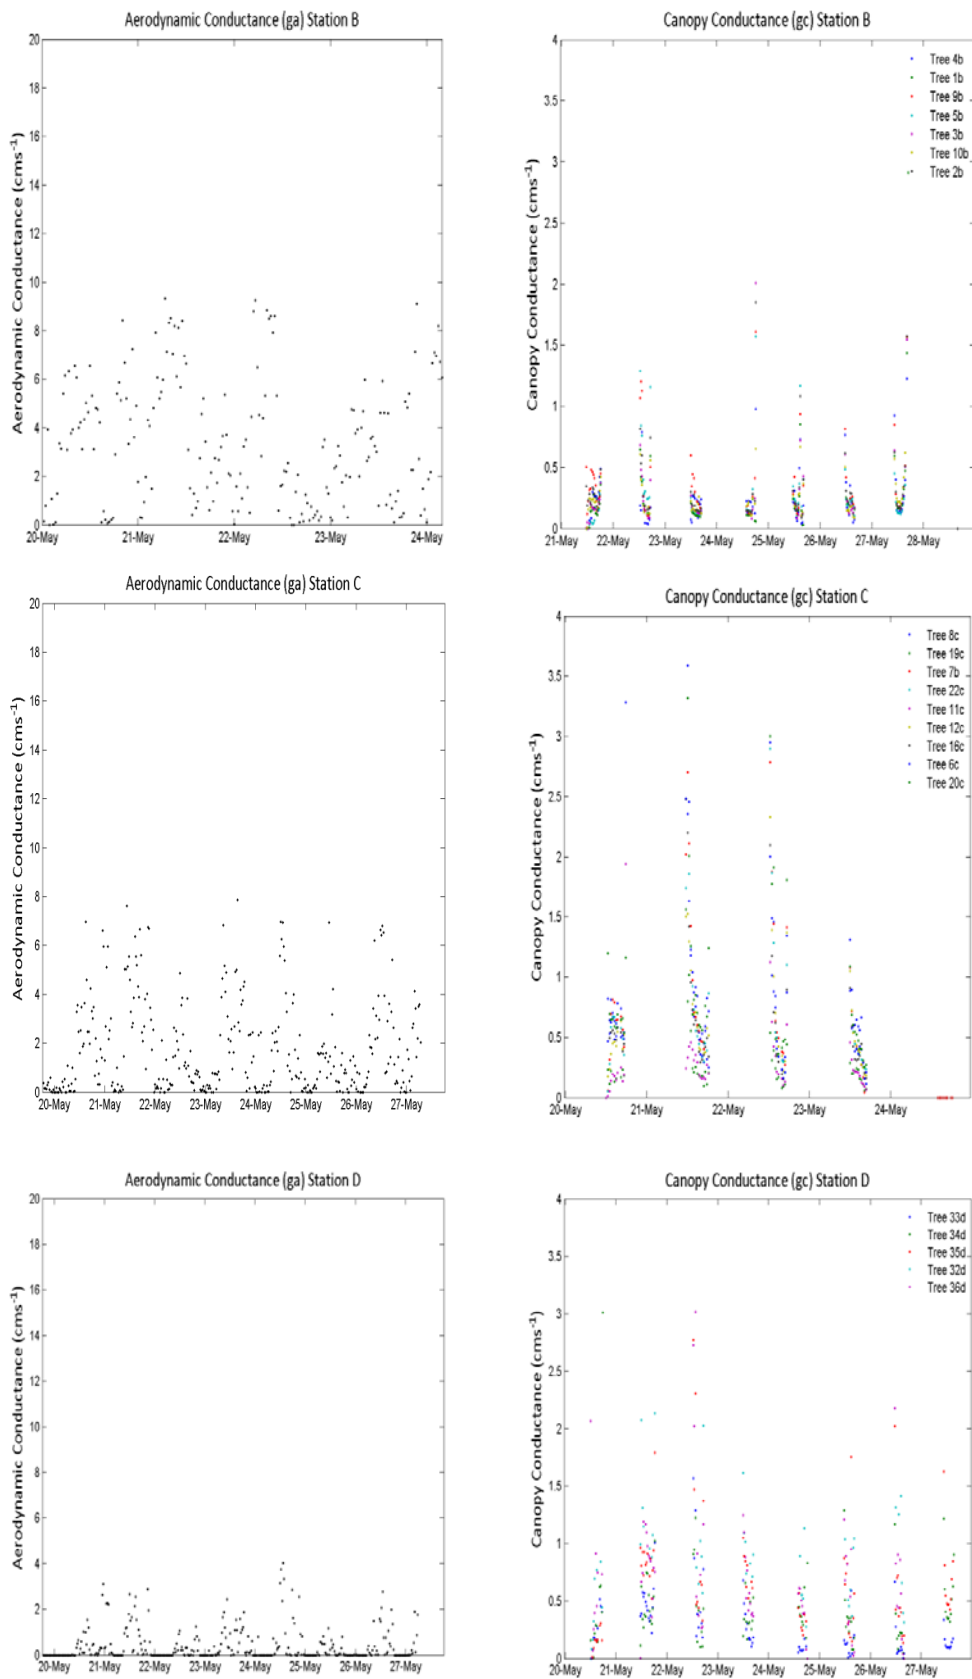 Aerodynamic Conductance (ga) Station B
Aerodynamic Conductance (cms⁻¹)
20
18
16
14
12
10
8
6
4
2
0
20-May 21-May 22-May 23-May 24-May
Canopy Conductance (gc) Station B
Canopy Conductance (cms⁻¹)
4
3.5
3
2.5
2
1.5
1
0.5
0
21-May 22-May 23-May 24-May 25-May 26-May 27-May 28-May
Tree 4b
Tree 1b
Tree 9b
Tree 5b
Tree 3b
Tree 10b
Tree 2b
Aerodynamic Conductance (ga) Station C
Aerodynamic Conductance (cms⁻¹)
20
18
16
14
12
10
8
6
4
2
0
20-May 21-May 22-May 23-May 24-May 25-May 26-May 27-May
Canopy Conductance (gc) Station C
Canopy Conductance (cms⁻¹)
4
3.5
3
2.5
2
1.5
1
0.5
0
20-May 21-May 22-May 23-May 24-May
Tree 8c
Tree 19c
Tree 7b
Tree 22c
Tree 11c
Tree 12c
Tree 16c
Tree 6c
Tree 20c
Aerodynamic Conductance (ga) Station D
Aerodynamic Conductance (cms⁻¹)
20
18
16
14
12
10
8
6
4
2
0
20-May 21-May 22-May 23-May 24-May 25-May 26-May 27-May
Canopy Conductance (gc) Station D
Canopy Conductance (cms⁻¹)
4
3.5
3
2.5
2
1.5
1
0.5
0
20-May 21-May 22-May 23-May 24-May 25-May 26-May 27-May
Tree 33d
Tree 34d
Tree 35d
Tree 32d
Tree 36d